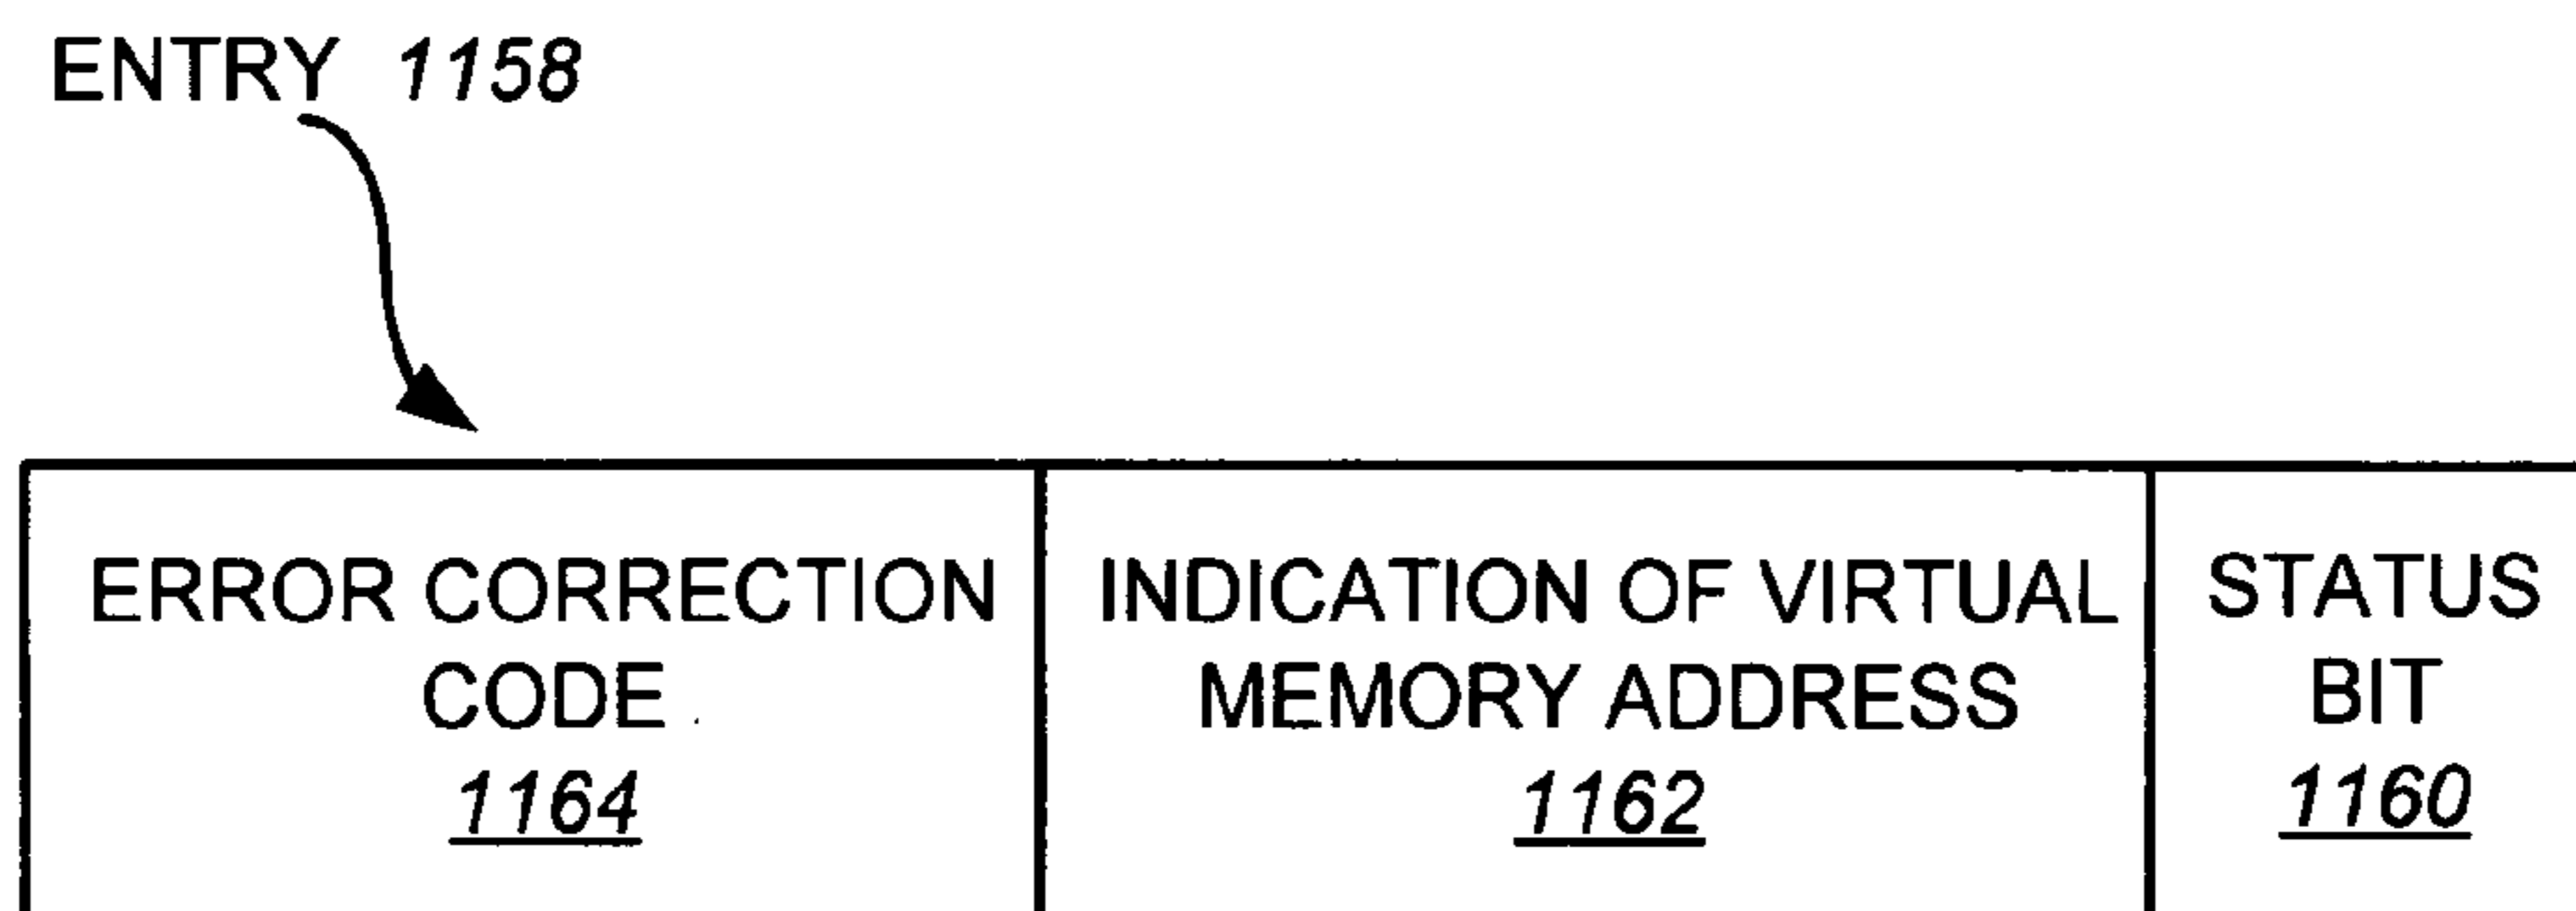 ENTRY 1158
ERROR CORRECTION
CODE
1164
INDICATION OF VIRTUAL
MEMORY ADDRESS
1162
STATUS
BIT
1160